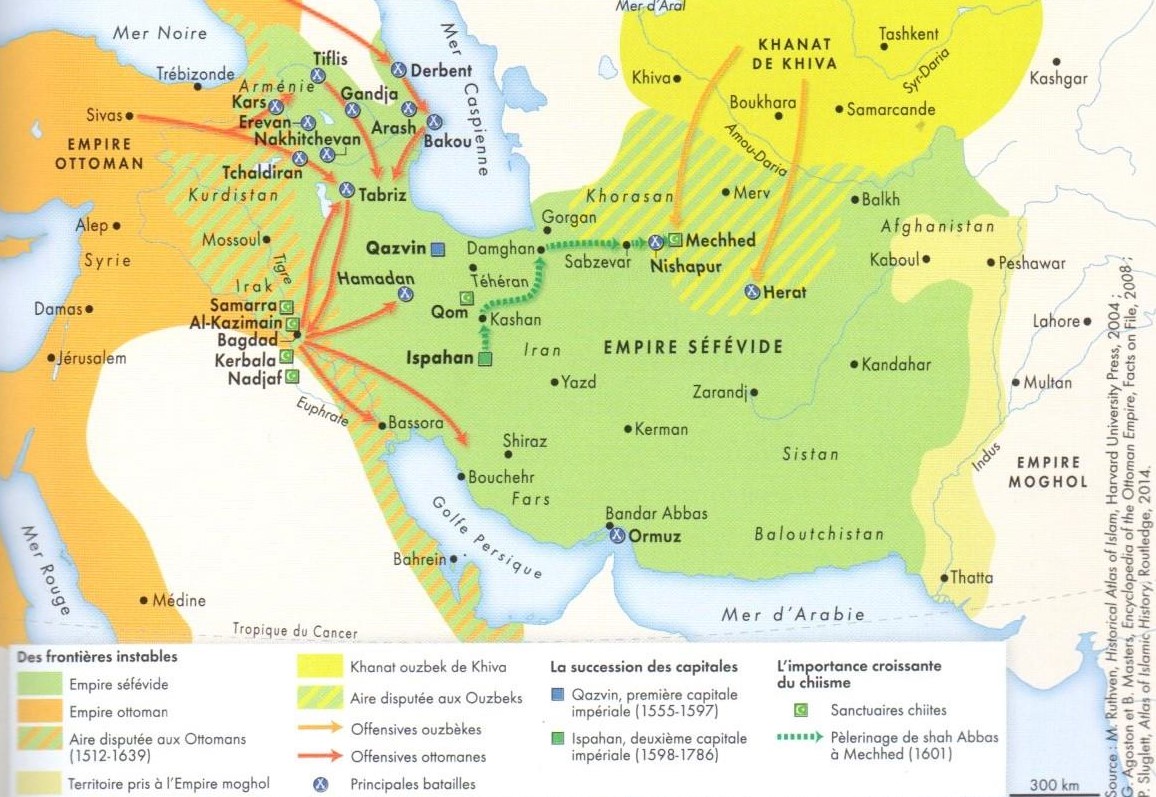 Mer d'Aral
Mer Noire
KHANAT
DE KHIVA
Tashkent
Syr-Daria
Khiva
Kashgar
Boukhara
Samarcande
Amou-Daria
Mer Caspienne
Trébizonde
Tiflis
Derbent
Arménie
Kars
Gandja
Erevan
Arash
Bakou
Nakhitchevan
Sivas
EMPIRE
OTTOMAN
Tchaldiran
Kurdistan
Tabriz
Khorasan
Merv
Balkh
Alep
Syrie
Mossoul
Tigre
Qazvin
Gorgan
Damghan
Sabzevar
Mechhed
Nishapur
Afghanistan
Kaboul
Peshawar
Téhéran
Hamadan
Herat
Irak
Samarra
Al-Kazimain
Bagdad
Kerbala
Nadjaf
Damas
Jérusalem
Qom
Kashan
Ispahan
Iran
EMPIRE SÉFÉVIDE
Lahore
Kandahar
Yazd
Zarandj
Multan
Euphrate
Bassora
Shiraz
Kerman
Sistan
Indus
EMPIRE
MOGHOL
Bouchehr
Fars
Golfe Persique
Bandar Abbas
Ormuz
Baloutchistan
Bahrein
Thatta
Mer Rouge
Médine
Mer d'Arabie
Tropique du Cancer
Des frontières instables
Empire séfévide
Empire ottoman
Aire disputée aux Ottomans
(1512-1639)
Territoire pris à l'Empire moghol
Khanat ouzbek de Khiva
Aire disputée aux Ouzbeks
Offensives ouzbèkes
Offensives ottomanes
Principales batailles
La succession des capitales
Qazvin, première capitale
impériale (1555-1597)
Ispahan, deuxième capitale
impériale (1598-1786)
L'importance croissante
du chiisme
Sanctuaires chiites
Pèlerinage de shah Abbas
à Mechhed (1601)
300 km
Source : M. Ruthven, Historical Atlas of Islam, Harvard University Press, 2004 ;
G. Agoston et B. Masters, Encyclopedia of the Ottoman Empire, Facts on File, 2008 ;
P. Sluglett, Atlas of Islamic History, Routledge, 2014.